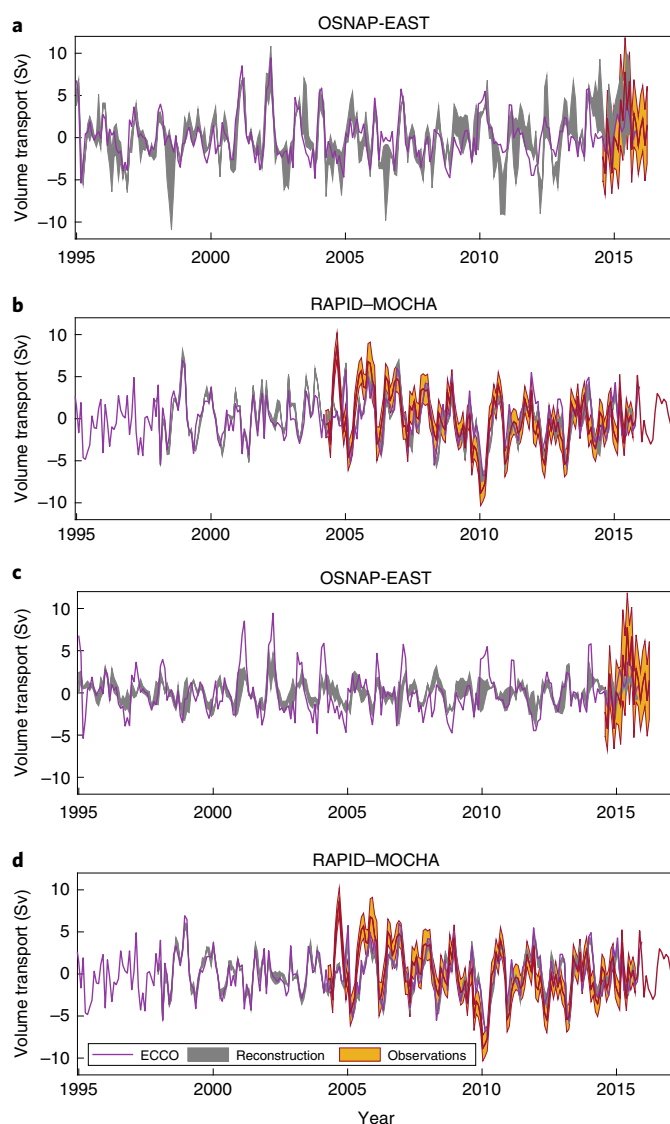 a
OSNAP-EAST
Volume transport (Sv)
10
5
0
–5
–10
1995 2000 2005 2010 2015
b
RAPID–MOCHA
Volume transport (Sv)
10
5
0
–5
–10
1995 2000 2005 2010 2015
c
OSNAP-EAST
Volume transport (Sv)
10
5
0
–5
–10
1995 2000 2005 2010 2015
d
RAPID–MOCHA
Volume transport (Sv)
10
5
0
–5
–10
ECCO Reconstruction Observations
1995 2000 2005 2010 2015
Year